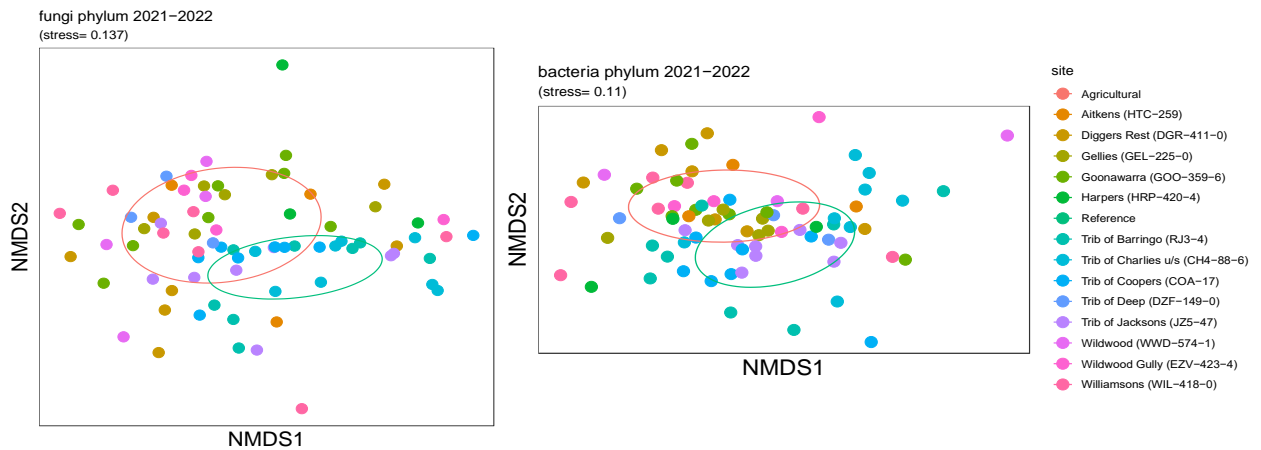 fungi phylum 2021−2022
(stress= 0.137)
NMDS2
NMDS1
bacteria phylum 2021−2022
(stress= 0.11)
NMDS2
NMDS1
site
Agricultural
Aitkens (HTC−259)
Diggers Rest (DGR−411−0)
Gellies (GEL−225−0)
Goonawarra (GOO−359−6)
Harpers (HRP−420−4)
Reference
Trib of Barringo (RJ3−4)
Trib of Charlies u/s (CH4−88−6)
Trib of Coopers (COA−17)
Trib of Deep (DZF−149−0)
Trib of Jacksons (JZ5−47)
Wildwood (WWD−574−1)
Wildwood Gully (EZV−423−4)
Williamsons (WIL−418−0)